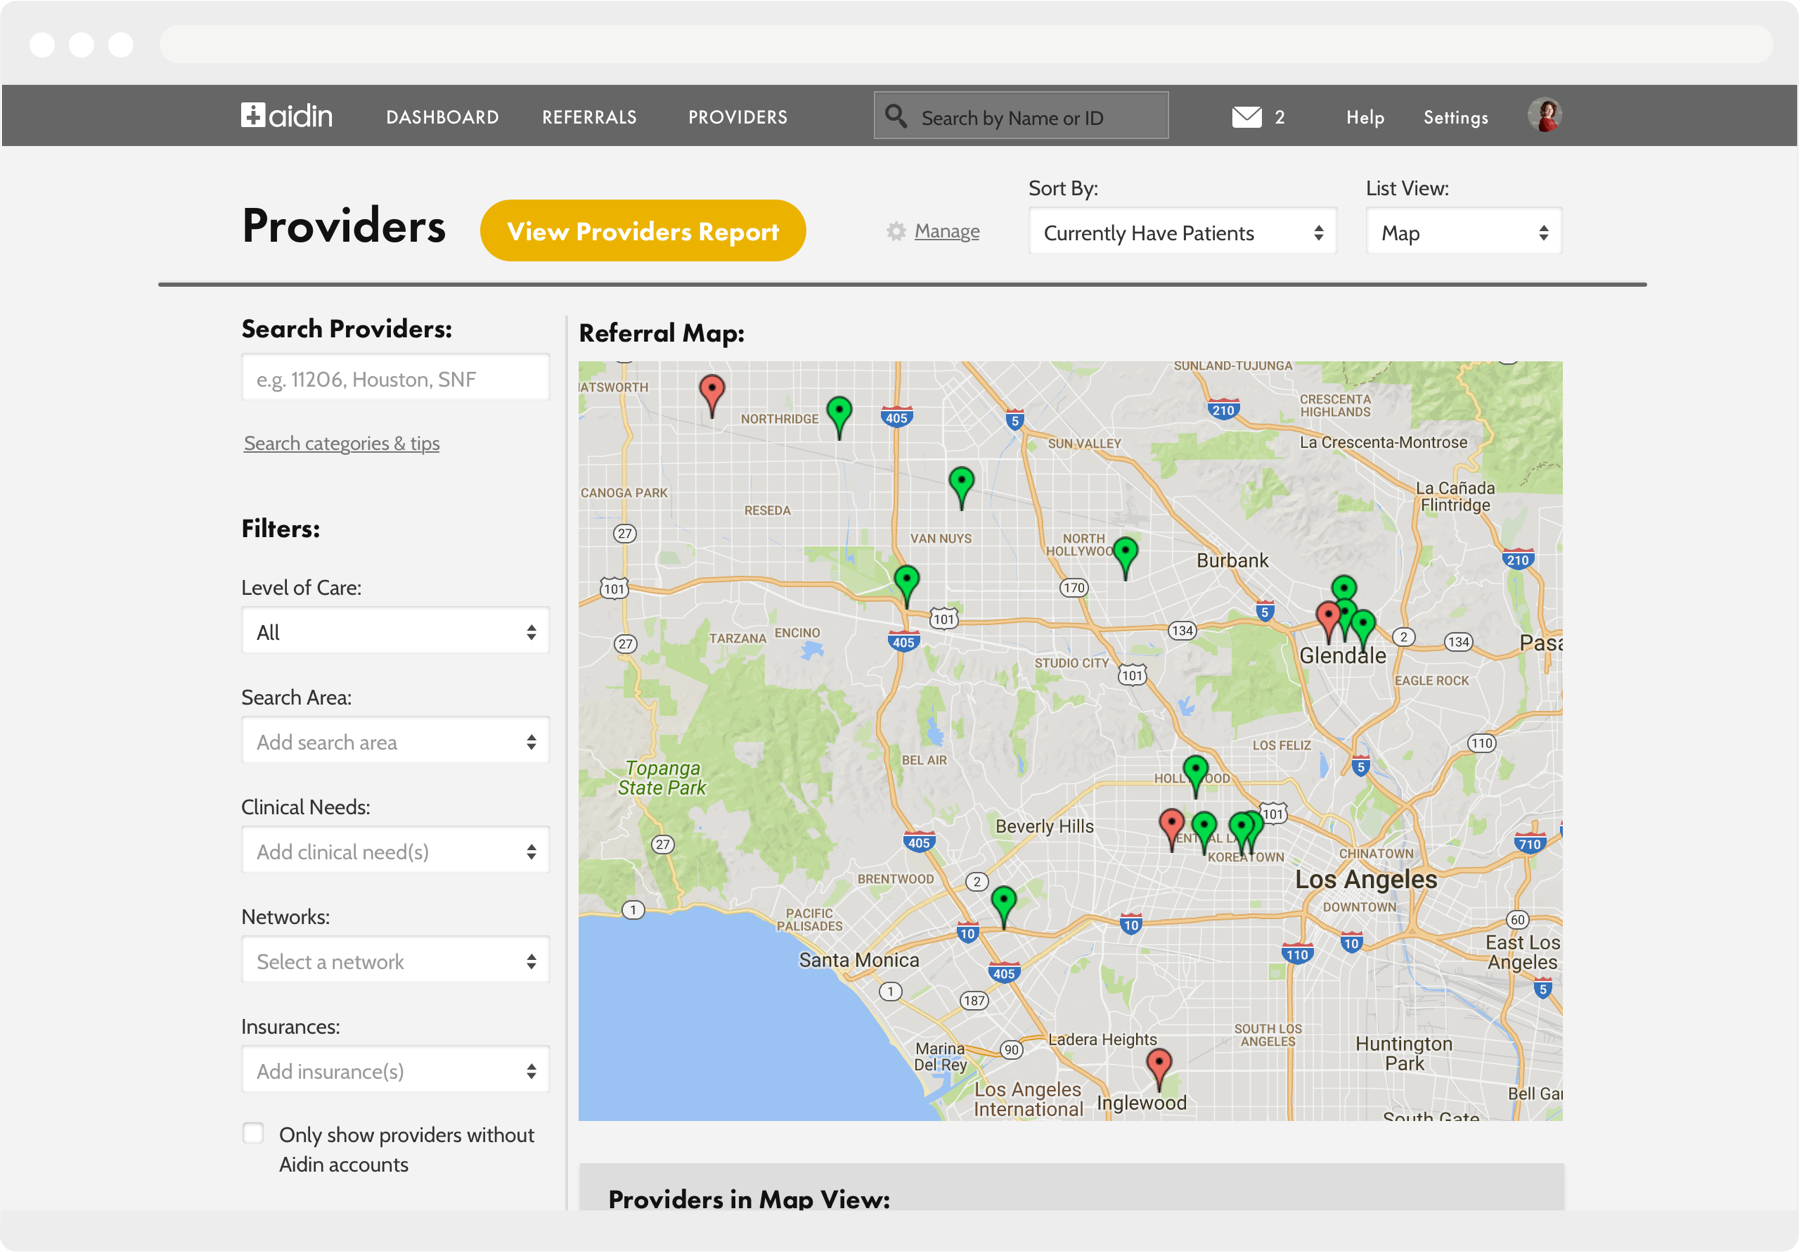 aidin
DASHBOARD
REFERRALS
PROVIDERS
Search by Name or ID
2
Help
Settings
Providers
View Providers Report
Manage
Sort By:
Currently Have Patients
List View:
Map
Search Providers:
e.g. 11206, Houston, SNF
Search categories & tips
Filters:
Level of Care:
All
Search Area:
Add search area
Clinical Needs:
Add clinical need(s)
Networks:
Select a network
Insurances:
Add insurance(s)
Only show providers without
Aidin accounts
Referral Map:
SUNLAND-TUJUNGA
ATSWORTH
NORTHRIDGE
405
5
210
CRESCENTA
HIGHLANDS
SUN VALLEY
La Crescenta-Montrose
CANOGA PARK
RESEDA
La Cañada
Flintridge
27
VAN NUYS
NORTH
HOLLYWOO
Burbank
210
101
170
101
5
134
2
134
Pasa
27
TARZANA
ENCINO
405
STUDIO CITY
101
Glendale
EAGLE ROCK
LOS FELIZ
110
5
BEL AIR
Topanga
State Park
HOLLYWOOD
101
Beverly Hills
ENTRAL LA
27
405
KOREATOWN
CHINATOWN
710
BRENTWOOD
2
Los Angeles
1
PACIFIC
PALISADES
DOWNTOWN
60
10
10
10
110
East Los
Angeles
Santa Monica
405
1
187
5
90
Ladera Heights
SOUTH LOS
ANGELES
Huntington
Park
Marina
Del Rey
Los Angeles
International
Inglewood
Bell Gar
South Gate
Providers in Map View: